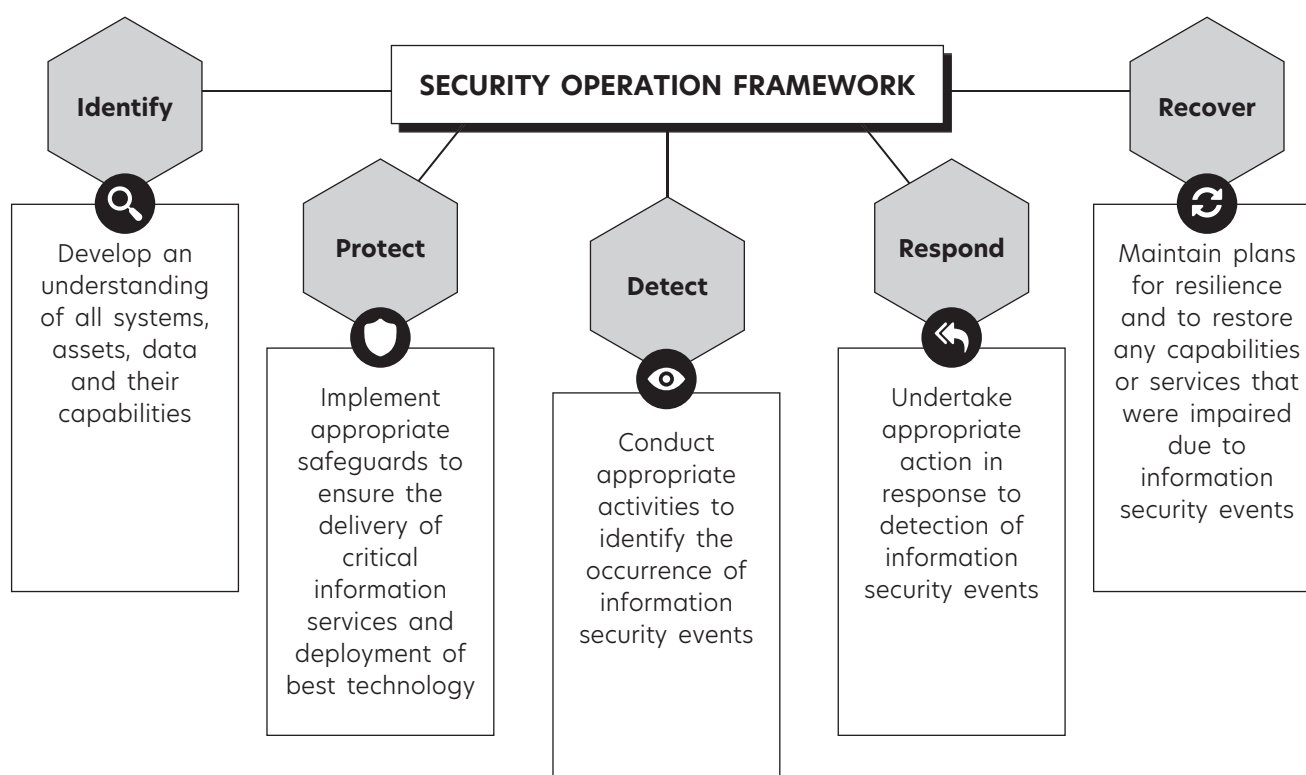 SECURITY OPERATION FRAMEWORK
Identify
Develop an
understanding
of all systems,
assets, data
and their
capabilities
Protect
Implement
appropriate
safeguards to
ensure the
delivery of
critical
information
services and
deployment of
best technology
Detect
Conduct
appropriate
activities to
identify the
occurrence of
information
security events
Respond
Undertake
appropriate
action in
response to
detection of
information
security events
Recover
Maintain plans
for resilience
and to restore
any capabilities
or services that
were impaired
due to
information
security events